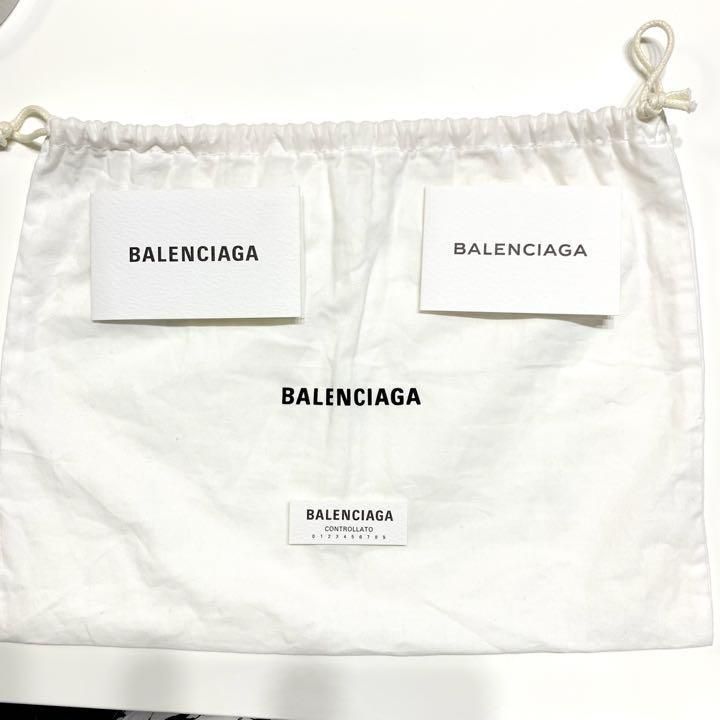 BALENCIAGA
BALENCIAGA
BALENCIAGA
BALENCIAGA
CONTROLLATO
0 1 2 3 4 5 6 7 8 9